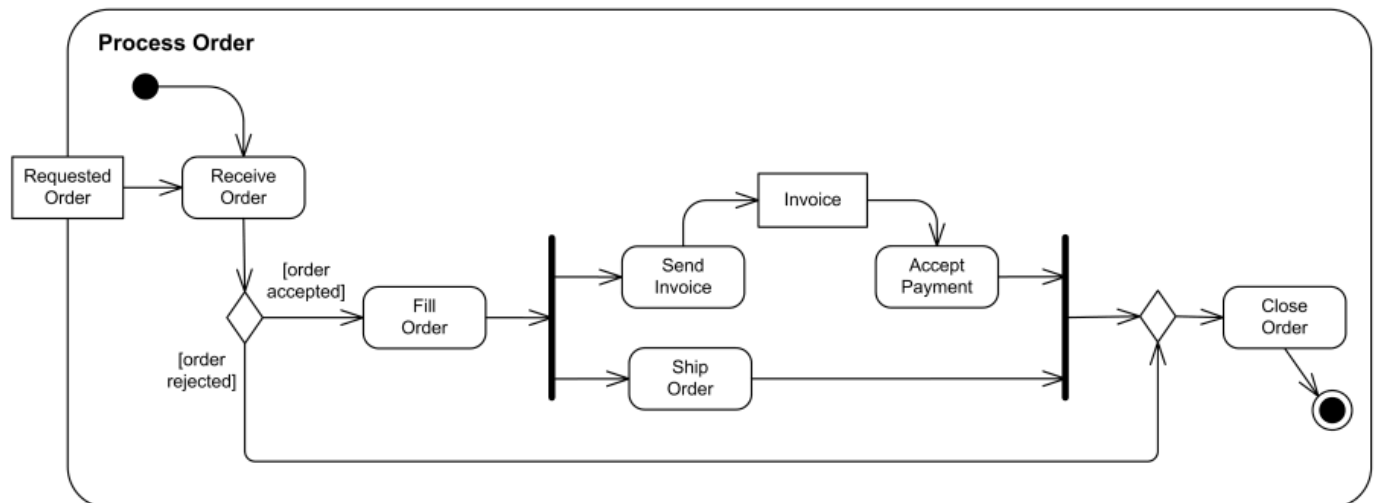 Process Order
Requested
Order
Receive
Order
[order
accepted]
[order
rejected]
Fill
Order
Send
Invoice
Invoice
Accept
Payment
Ship
Order
Close
Order